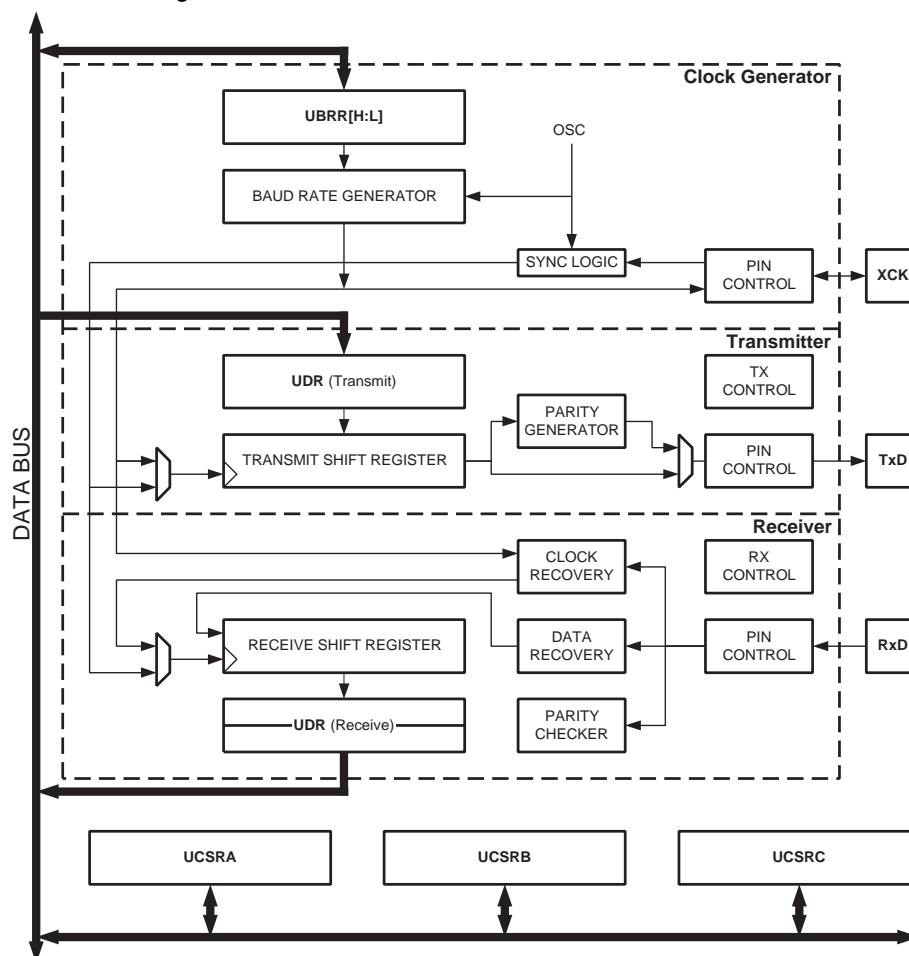 Clock Generator
UBRR[H:L]
OSC
BAUD RATE GENERATOR
SYNC LOGIC
PIN
CONTROL
XCK
DATA BUS
Transmitter
UDR (Transmit)
TX
CONTROL
PARITY
GENERATOR
TRANSMIT SHIFT REGISTER
PIN
CONTROL
TxD
Receiver
CLOCK
RECOVERY
RX
CONTROL
RECEIVE SHIFT REGISTER
DATA
RECOVERY
PIN
CONTROL
RxD
UDR (Receive)
PARITY
CHECKER
UCSRA
UCSRB
UCSRC